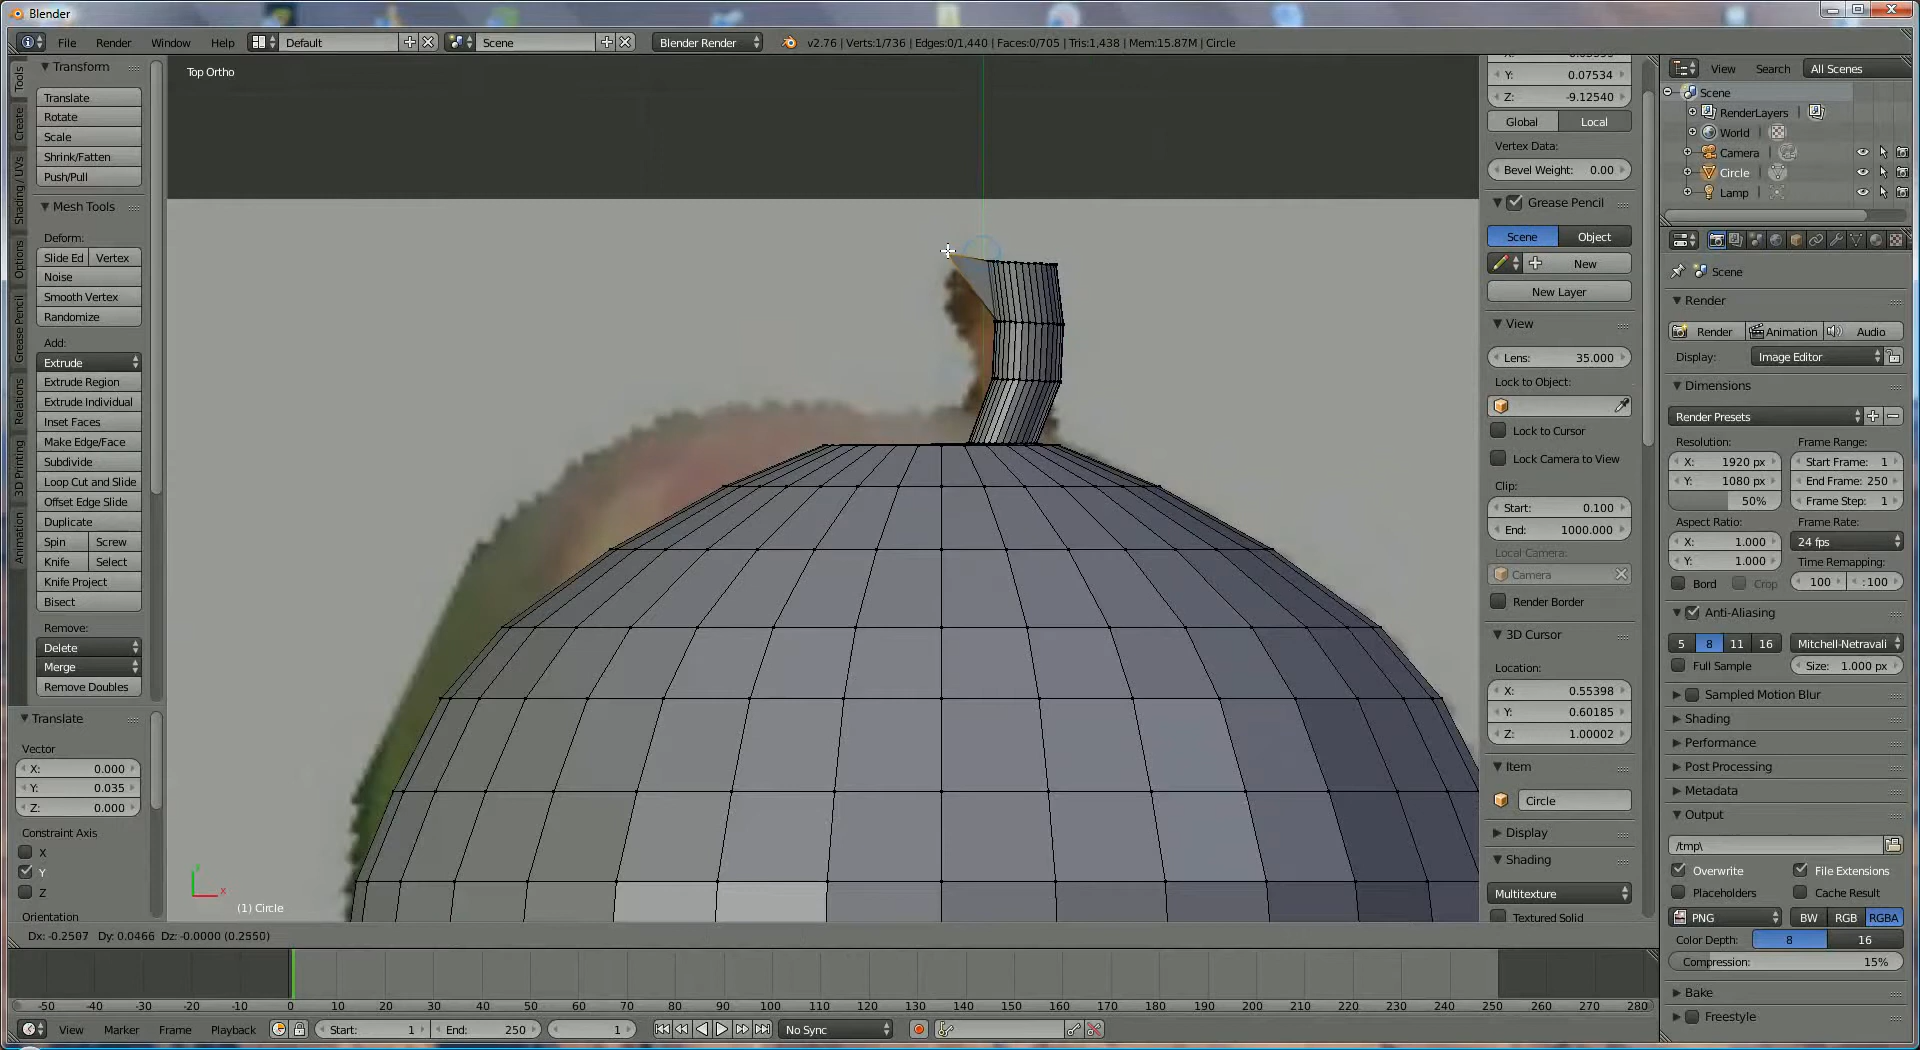 Blender
File Render Window Help Default Scene Blender Render v2.76 | Verts:1/736 | Edges:0/1,440 | Faces:0/705 | Tris:1,438 | Mem:15.87M | Circle
Tools
Create
Shading / UVs
Options
Grease Pencil
Relations
3D Printing
Animation
Transform
Translate
Rotate
Scale
Shrink/Fatten
Push/Pull
Mesh Tools
Deform:
Slide Ed Vertex
Noise
Smooth Vertex
Randomize
Add:
Extrude
Extrude Region
Extrude Individual
Inset Faces
Make Edge/Face
Subdivide
Loop Cut and Slide
Offset Edge Slide
Duplicate
Spin Screw
Knife Select
Knife Project
Bisect
Remove:
Delete
Merge
Remove Doubles
Translate
Vector
X: 0.000
Y: 0.035
Z: 0.000
Constraint Axis
X
Y
Z
Orientation
Top Ortho
y
x
(1) Circle
Dx: -0.2507 Dy: 0.0466 Dz: -0.0000 (0.2550)
Y: 0.07534
Z: -9.12540
Global Local
Vertex Data:
Bevel Weight: 0.00
Grease Pencil
Scene Object
New
New Layer
View
Lens: 35.000
Lock to Object:
Lock to Cursor
Lock Camera to View
Clip:
Start: 0.100
End: 1000.000
Local Camera:
Camera
Render Border
3D Cursor
Location:
X: 0.55398
Y: 0.60185
Z: 1.00002
Item
Circle
Display
Shading
Multitexture
Textured Solid
View Search All Scenes
Scene
RenderLayers
World
Camera
Circle
Lamp
Scene
Render
Render Animation Audio
Display: Image Editor
Dimensions
Render Presets
Resolution: Frame Range:
X: 1920 px Start Frame: 1
Y: 1080 px End Frame: 250
50% Frame Step: 1
Aspect Ratio: Frame Rate:
X: 1.000 24 fps
Y: 1.000 Time Remapping:
Bord Crop 100 :100
Anti-Aliasing
5 8 11 16 Mitchell-Netravali
Full Sample Size: 1.000 px
Sampled Motion Blur
Shading
Performance
Post Processing
Metadata
Output
/tmp\
Overwrite File Extensions
Placeholders Cache Result
PNG BW RGB RGBA
Color Depth: 8 16
Compression: 15%
Bake
Freestyle
-50 -40 -30 -20 -10 0 10 20 30 40 50 60 70 80 90 100 110 120 130 140 150 160 170 180 190 200 210 220 230 240 250 260 270 280
View Marker Frame Playback Start: 1 End: 250 1 No Sync